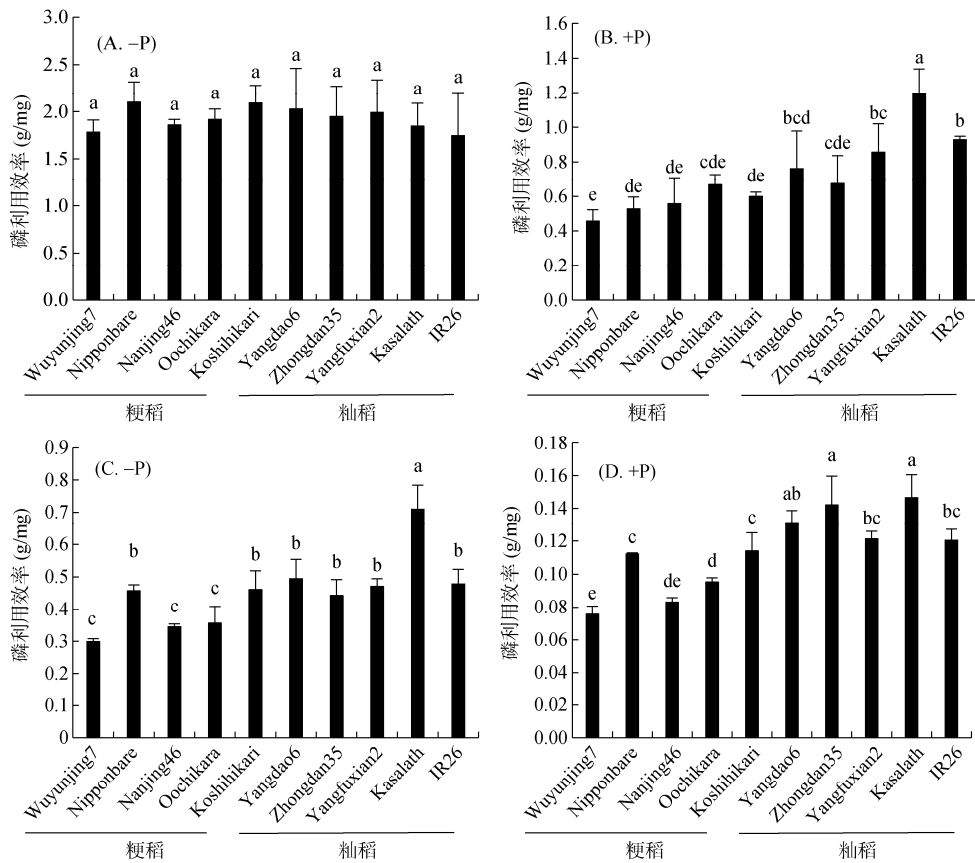 (A. –P)
磷利用效率 (g/mg)
3.0
2.5
2.0
1.5
1.0
0.5
0.0
a a a a a a a a a a
Wuyunjing7
Nipponbare
Nanjing46
Oochikara
Koshihikari
Yangdao6
Zhongdan35
Yangfuxian2
Kasalath
IR26
粳稻
籼稻
(B. +P)
磷利用效率 (g/mg)
1.6
1.4
1.2
1.0
0.8
0.6
0.4
0.2
0.0
e de de cde de bcd cde bc a b
Wuyunjing7
Nipponbare
Nanjing46
Oochikara
Koshihikari
Yangdao6
Zhongdan35
Yangfuxian2
Kasalath
IR26
粳稻
籼稻
(C. –P)
磷利用效率 (g/mg)
0.9
0.8
0.7
0.6
0.5
0.4
0.3
0.2
0.1
0
c b c c b b b b a b
Wuyunjing7
Nipponbare
Nanjing46
Oochikara
Koshihikari
Yangdao6
Zhongdan35
Yangfuxian2
Kasalath
IR26
粳稻
籼稻
(D. +P)
磷利用效率 (g/mg)
0.18
0.16
0.14
0.12
0.10
0.08
0.06
0.04
0.02
0.00
e c de d c ab a bc a bc
Wuyunjing7
Nipponbare
Nanjing46
Oochikara
Koshihikari
Yangdao6
Zhongdan35
Yangfuxian2
Kasalath
IR26
粳稻
籼稻